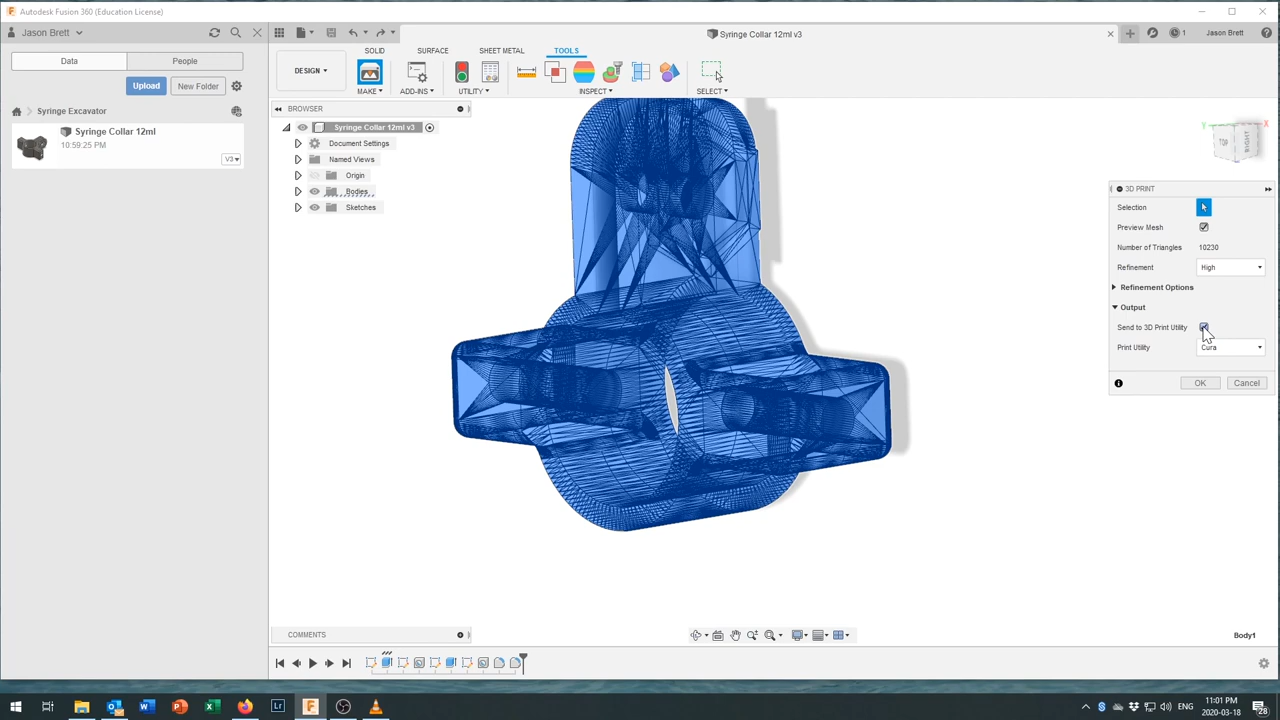 Autodesk Fusion 360 (Education License)
Jason Brett
Syringe Collar 12ml v3
1
Jason Brett
Data
People
Upload
New Folder
Syringe Excavator
Syringe Collar 12ml
10:59:25 PM
V3
DESIGN
SOLID
SURFACE
SHEET METAL
TOOLS
MAKE
ADD-INS
UTILITY
INSPECT
SELECT
BROWSER
Syringe Collar 12ml v3
Document Settings
Named Views
Origin
Bodies
Sketches
Y
X
TOP
RIGHT
3D PRINT
Selection
Preview Mesh
Number of Triangles 10230
Refinement High
Refinement Options
Output
Send to 3D Print Utility
Print Utility Cura
OK
Cancel
COMMENTS
Body1
ENG
11:01 PM
2020-03-18
28